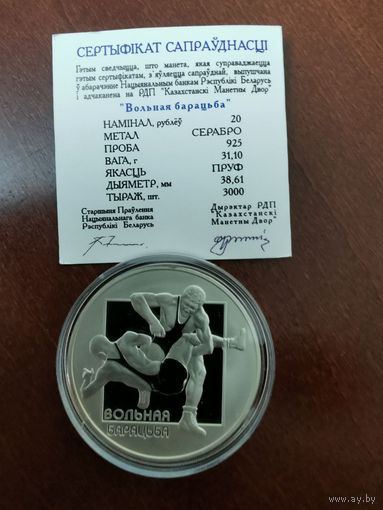 СЕРТЫФІКАТ САПРАЎДНАСЦІ
Гэтым сведчыцца, што манета, якая суправаджаецца
гэтым сертыфікатам, з'яўляецца сапраўднай, выпушчана
ў абарачэнне Нацыянальным банкам Рэспублікі Беларусь
і адчаканена на РДП "Казахстанскі Манетны Двор"
"Вольная барацьба"
НАМІНАЛ, рублёў 20
МЕТАЛ СЕРАБРО
ПРОБА 925
ВАГА, г 31,10
ЯКАСЦЬ ПРУФ
ДЫЯМЕТР, мм 38,61
ТЫРАЖ, шт. 3000
Старшыня Праўлення Дырэктар РДП
Нацыянальнага банка "Казахстанскі
Рэспублікі Беларусь Манетны Двор"
ВОЛЬНАЯ
БАРАЦЬБА
www.ay.by